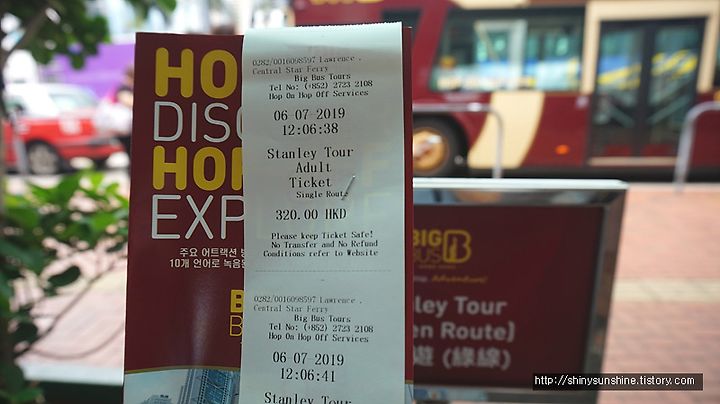 HO
DISC
HO
EXP
주요 어트랙션
10개 언어로 녹음된
B
B
0282/0016098597 Lawrence .
Central Star Ferry
Big Bus Tours
Tel No: (+852) 2723 2108
Hop On Hop Off Services
06-07-2019
12:06:38
Stanley Tour
Adult
Ticket
Single Route
320.00 HKD
Please keep Ticket Safe!
No Transfer and No Refund
Conditions refer to Website
0282/0016098597 Lawrence .
Central Star Ferry
Big Bus Tours
Tel No: (+852) 2723 2108
Hop On Hop Off Services
06-07-2019
12:06:41
Stanley Tour
BIG
BUS
ley Tour
en Route)
遊 (綠線)
http://shinysunshine.tistory.com